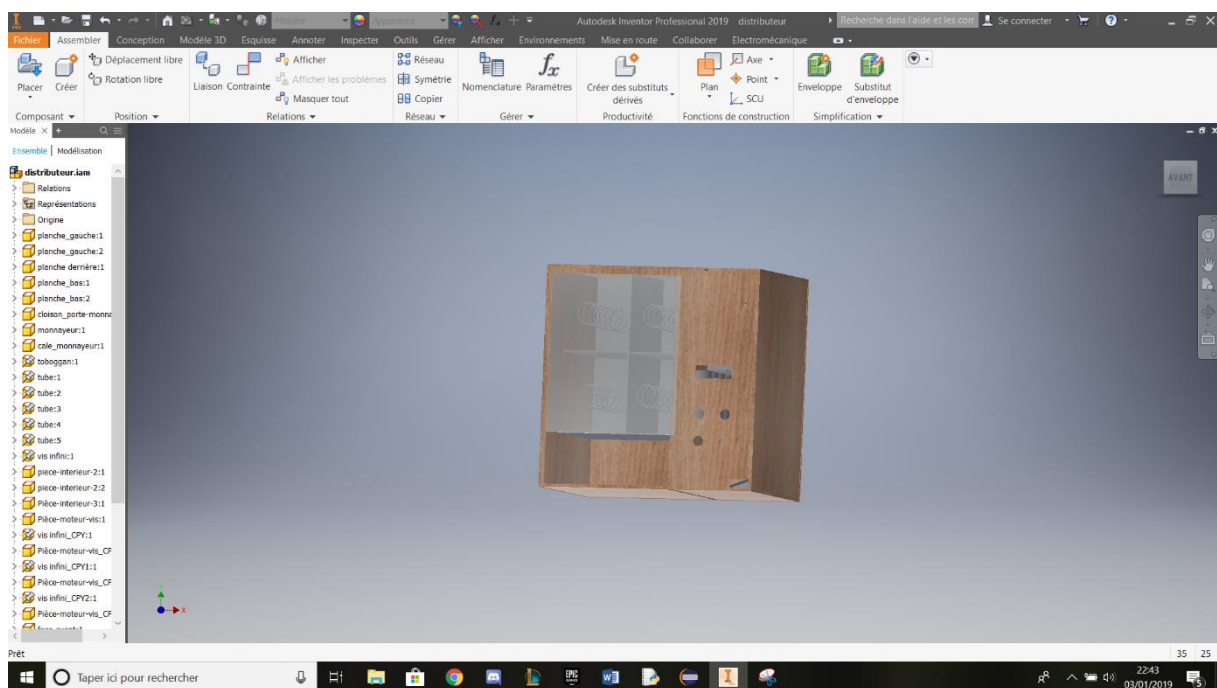 Matière
Apparence
Autodesk Inventor Professional 2019 distributeur
Recherche dans l'aide et les com
Se connecter
Fichier Assembler Conception Modèle 3D Esquisse Annoter Inspecter Outils Gérer Afficher Environnements Mise en route Collaborer Electromécanique
Placer Créer Déplacement libre
Rotation libre
Liaison Contrainte Afficher
Afficher les problèmes
Masquer tout
Réseau
Symétrie
Copier
Nomenclature Paramètres
Créer des substituts
dérivés
Plan Axe
Point
SCU
Enveloppe Substitut
d'enveloppe
Composant Position Relations Réseau Gérer Productivité Fonctions de construction Simplification
Modèle
Ensemble Modélisation
AVANT
distributeur.iam
Relations
Représentations
Origine
planche_gauche:1
planche_gauche:2
planche derrière:1
planche_bas:1
planche_bas:2
cloison_porte-monna
monnayeur:1
cale_monnayeur:1
toboggan:1
tube:1
tube:2
tube:3
tube:4
tube:5
vis infini:1
piece-interieur-2:1
piece-interieur-2:2
Pièce-interieur-3:1
Pièce-moteur-vis:1
vis infini_CPY:1
Pièce-moteur-vis_CP
vis infini_CPY1:1
Pièce-moteur-vis_CP
vis infini_CPY2:1
Pièce-moteur-vis_CP
X
Prêt
35 25
Taper ici pour rechercher
22:43
03/01/2019